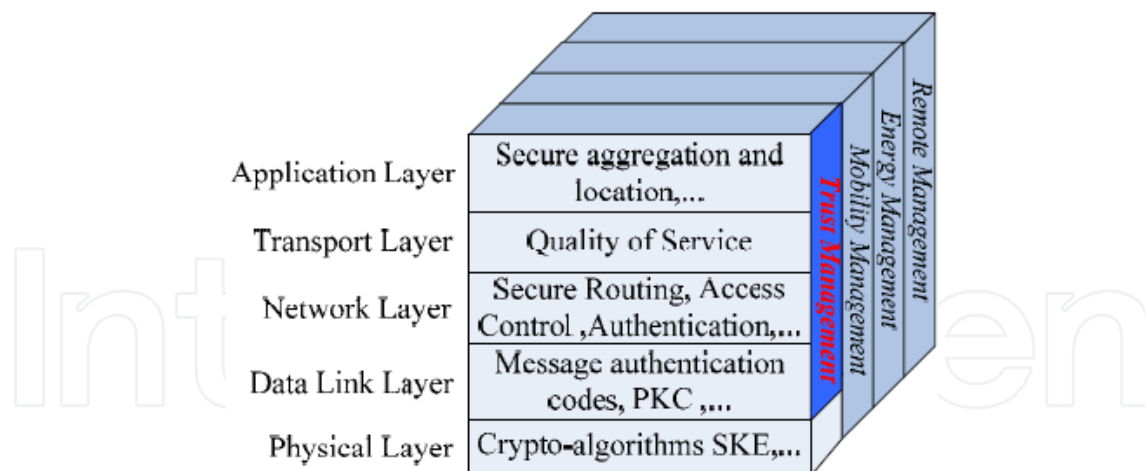 Application Layer
Secure aggregation and
location,...
Transport Layer
Quality of Service
Network Layer
Secure Routing, Access
Control ,Authentication,...
Data Link Layer
Message authentication
codes, PKC ,...
Physical Layer
Crypto-algorithms SKE,...
Trust Management
Mobility Management
Energy Management
Remote Management